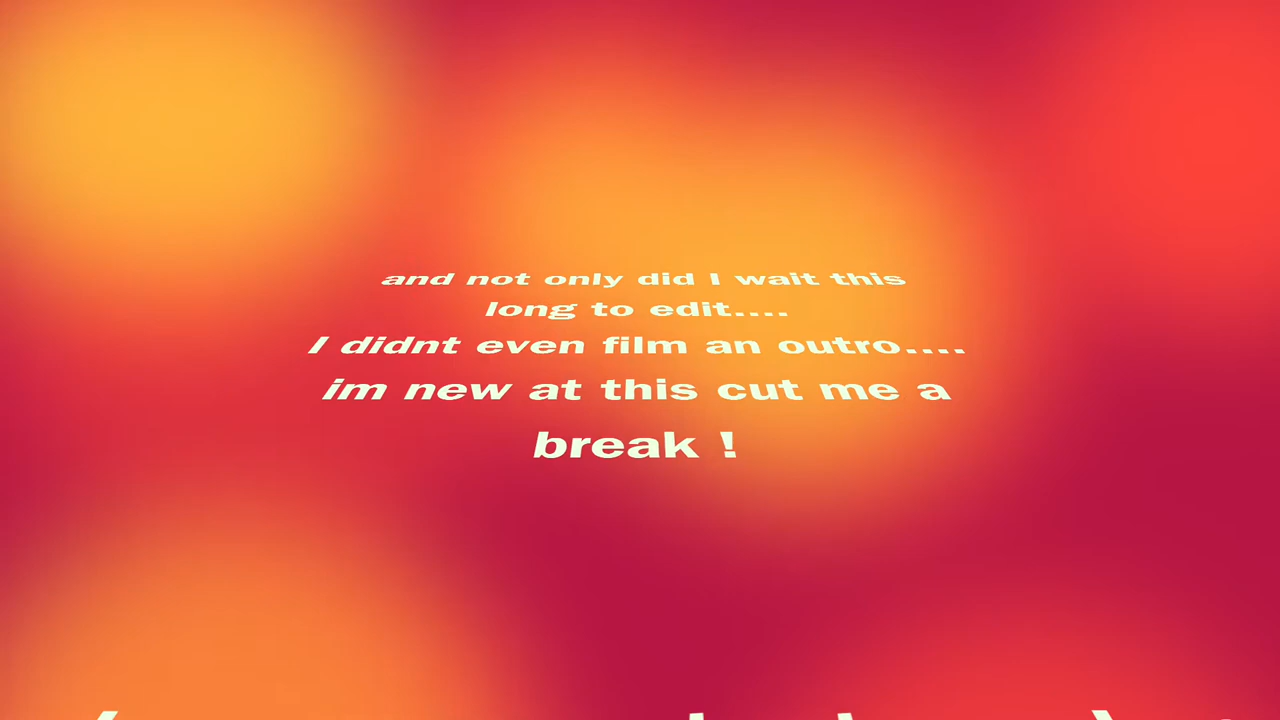 and not only did I wait this
long to edit....
I didnt even film an outro....
im new at this cut me a
break !